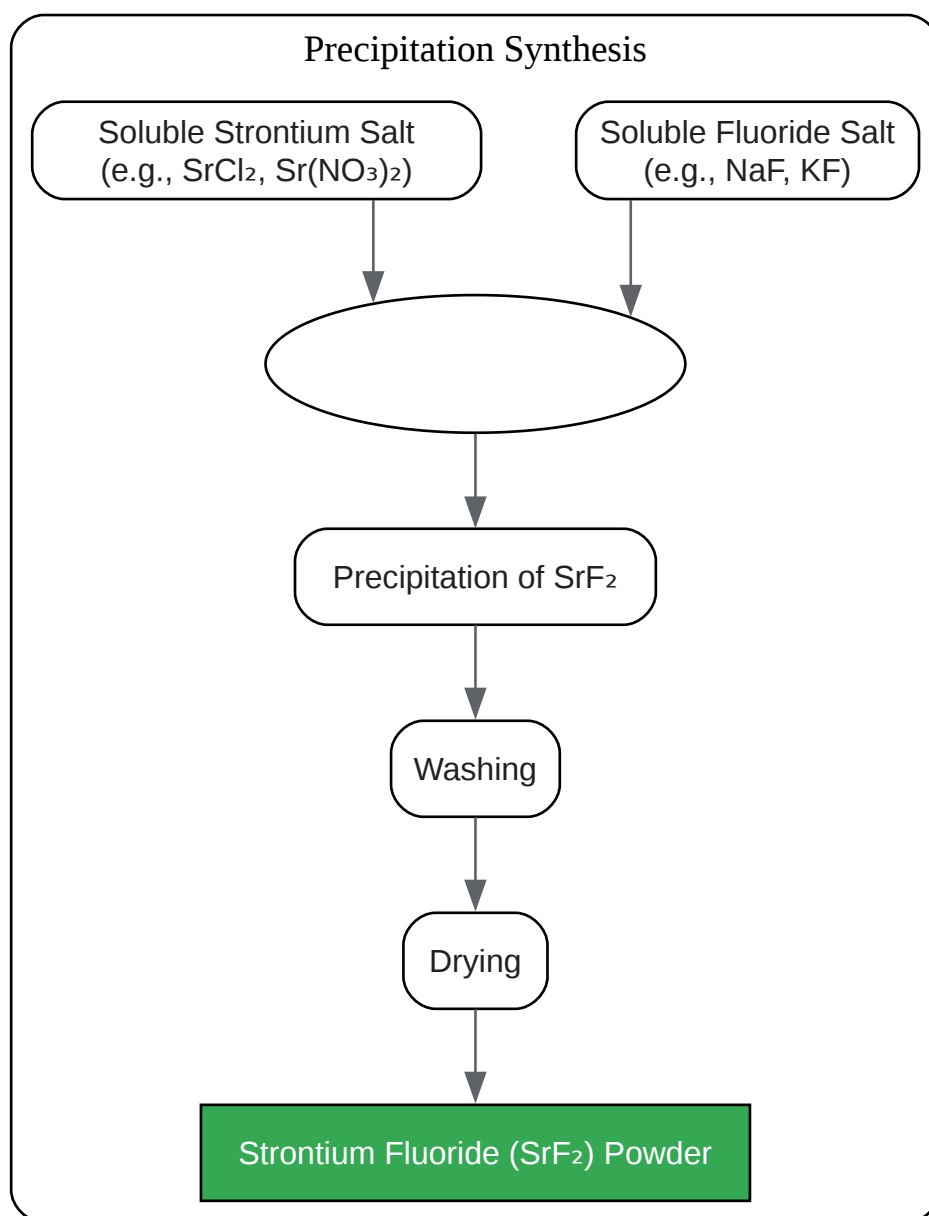 Precipitation Synthesis
Soluble Strontium Salt
(e.g., SrCl₂, Sr(NO₃)₂)
Soluble Fluoride Salt
(e.g., NaF, KF)
Precipitation of SrF₂
Washing
Drying
Strontium Fluoride (SrF₂) Powder